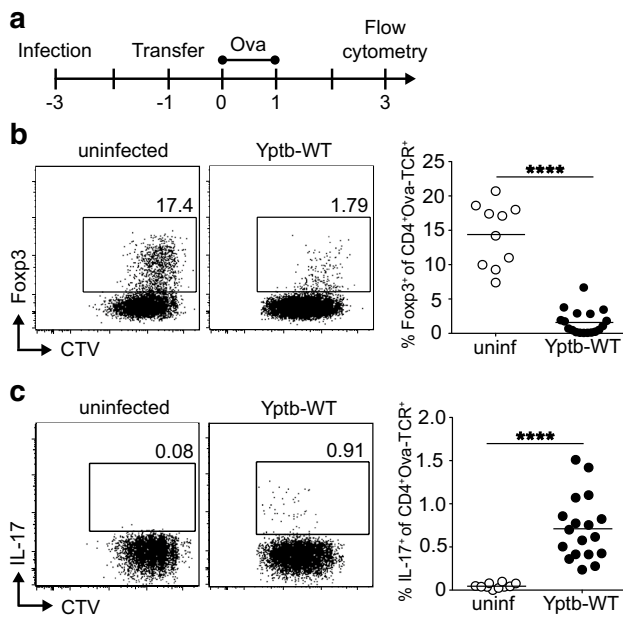 a
Infection Transfer Ova Flow cytometry
-3 -1 0 1 3
b
uninfected Yptb-WT
17.4 1.79
Foxp3
CTV
% Foxp3⁺ of CD4⁺Ova-TCR⁺
25
20
15
10
5
0
****
uninf Yptb-WT
c
uninfected Yptb-WT
0.08 0.91
IL-17
CTV
% IL-17⁺ of CD4⁺Ova-TCR⁺
2.0
1.5
1.0
0.5
0
****
uninf Yptb-WT